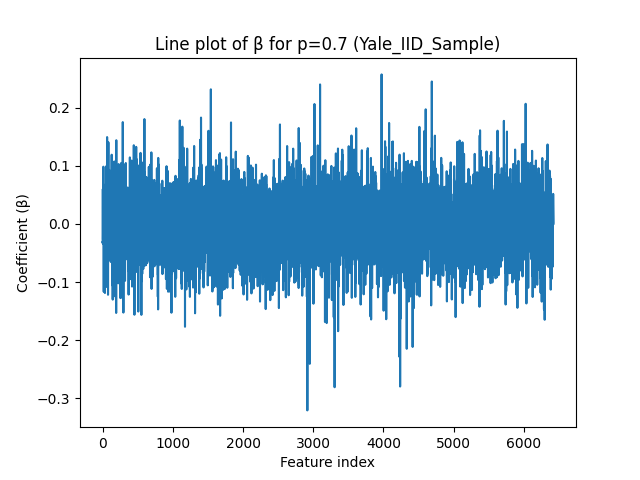 Line plot of β for p=0.7 (Yale_IID_Sample)
Coefficient (β)
0.2
0.1
0.0
−0.1
−0.2
−0.3
0 1000 2000 3000 4000 5000 6000
Feature index